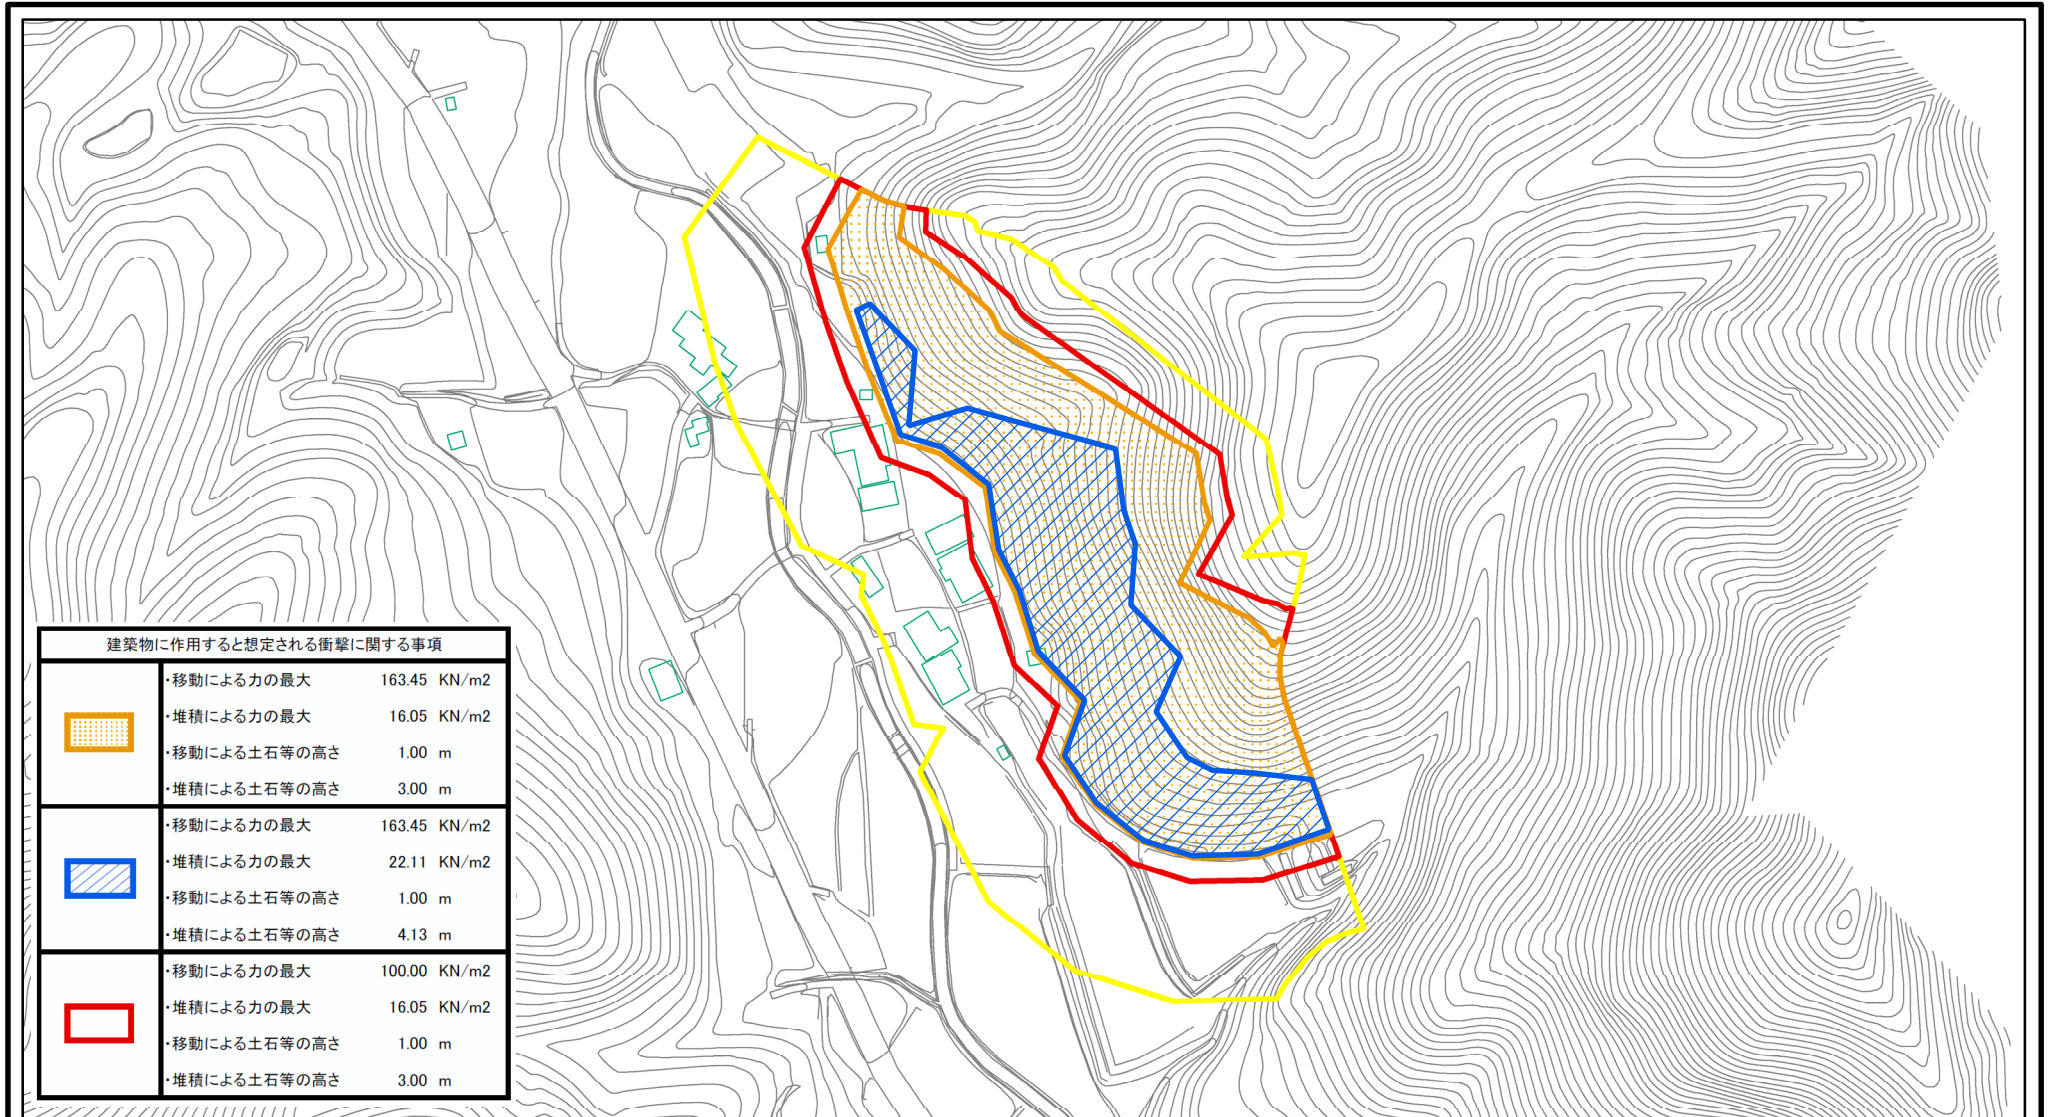 建築物に作用すると想定される衝撃に関する事項
・移動による力の最大 163.45 KN/m2
・堆積による力の最大 16.05 KN/m2
・移動による土石等の高さ 1.00 m
・堆積による土石等の高さ 3.00 m
・移動による力の最大 163.45 KN/m2
・堆積による力の最大 22.11 KN/m2
・移動による土石等の高さ 1.00 m
・堆積による土石等の高さ 4.13 m
・移動による力の最大 100.00 KN/m2
・堆積による力の最大 16.05 KN/m2
・移動による土石等の高さ 1.00 m
・堆積による土石等の高さ 3.00 m